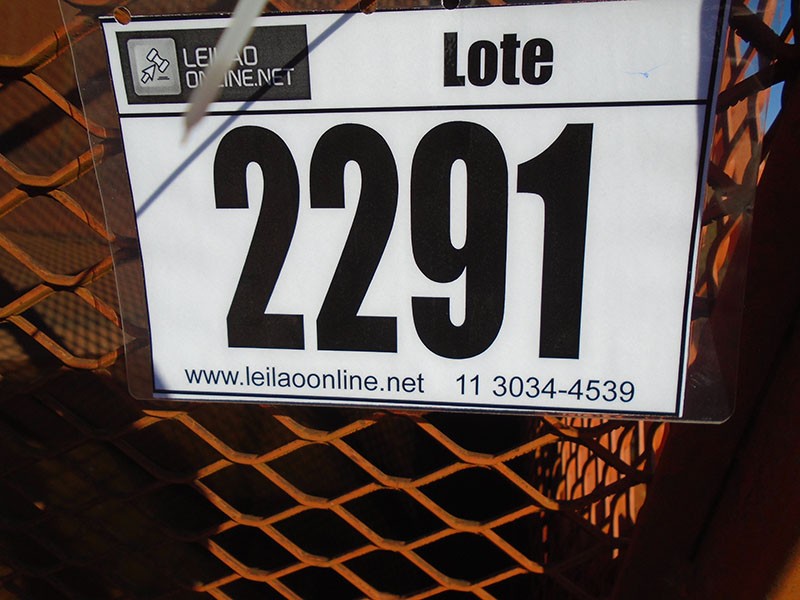 LEILAO
ONLINE.NET
Lote
2291
www.leilaoonline.net 11 3034-4539